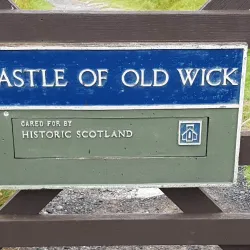 ASTLE OF OLD WICK
CARED FOR BY
HISTORIC SCOTLAND